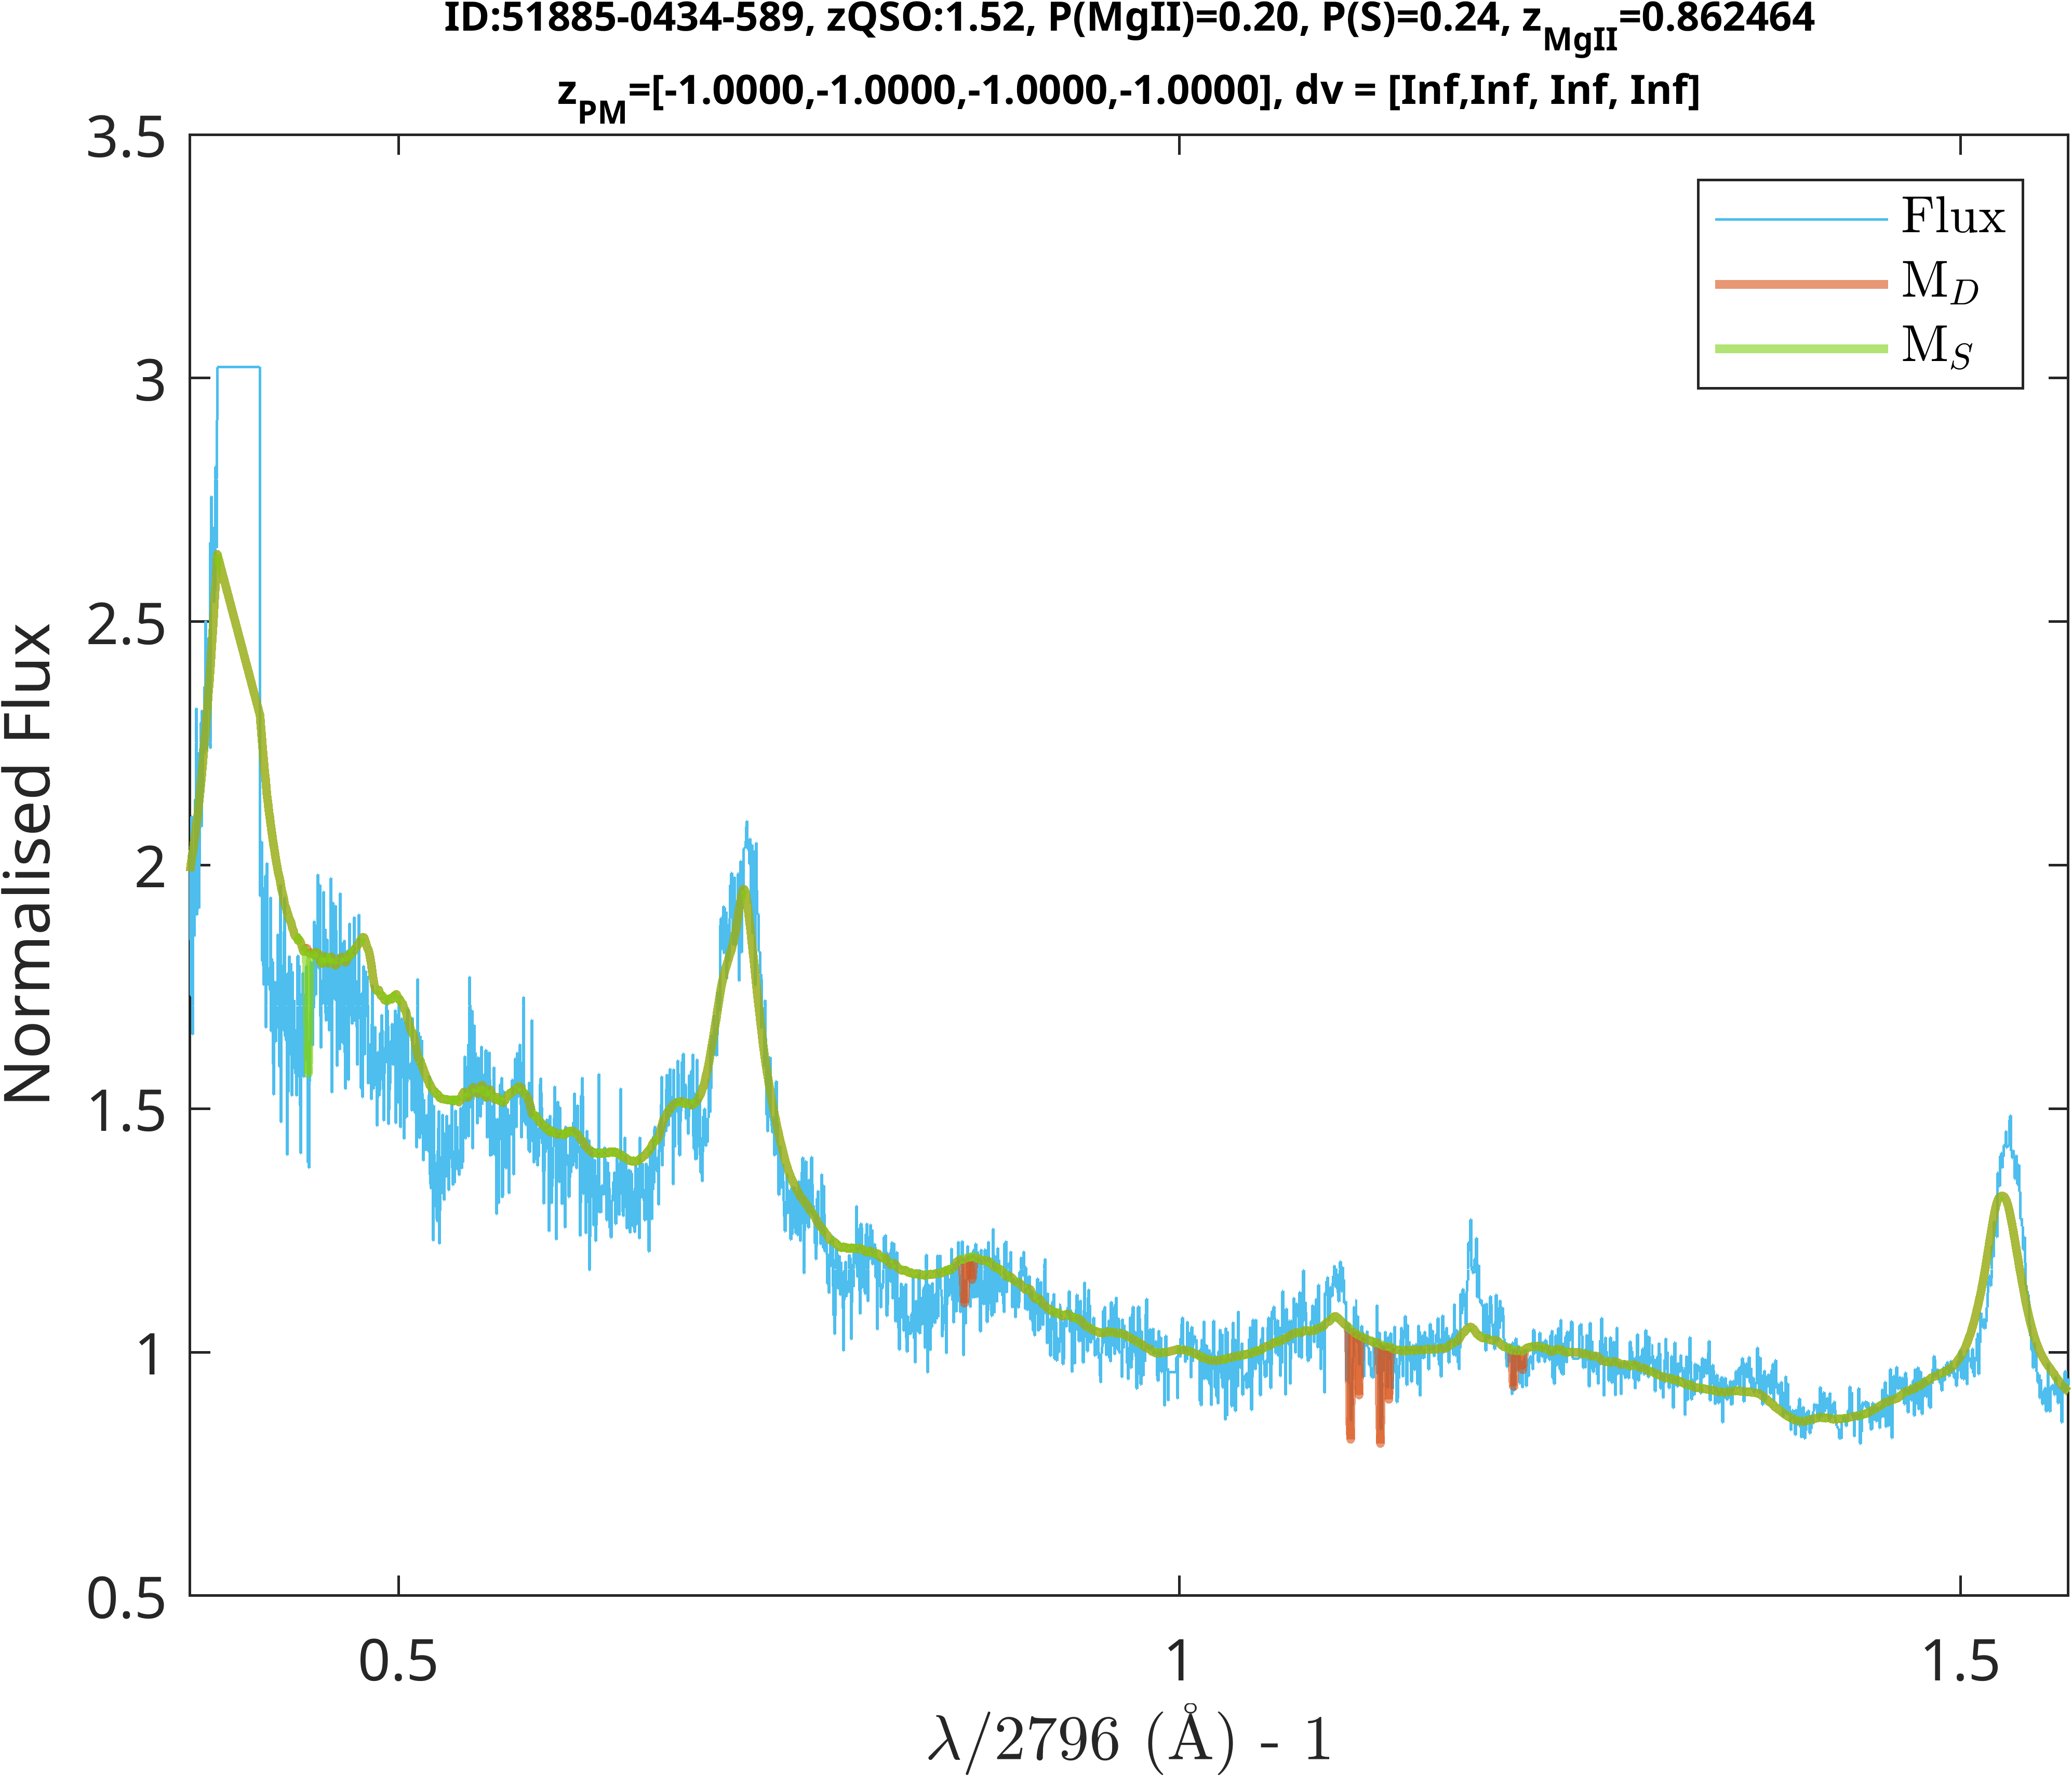 ID:51885-0434-589, zQSO:1.52, P(MgII)=0.20, P(S)=0.24, zMgII=0.862464
zPM=[-1.0000,-1.0000,-1.0000,-1.0000], dv = [Inf,Inf, Inf, Inf]
3.5
3
2.5
2
1.5
1
0.5
Normalised Flux
Flux
MD
MS
0.5
1
1.5
λ/2796 (Å) - 1